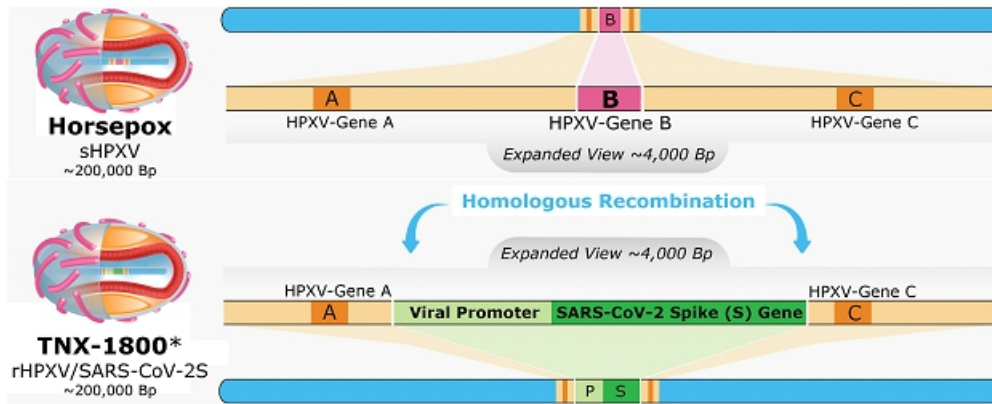 B
A
B
C
HPXV-Gene A
HPXV-Gene B
HPXV-Gene C
Horsepox
sHPXV
~200,000 Bp
Expanded View ~4,000 Bp
Homologous Recombination
Expanded View ~4,000 Bp
HPXV-Gene A
HPXV-Gene C
A
Viral Promoter
SARS-CoV-2 Spike (S) Gene
C
TNX-1800*
rHPXV/SARS-CoV-2S
~200,000 Bp
P
S